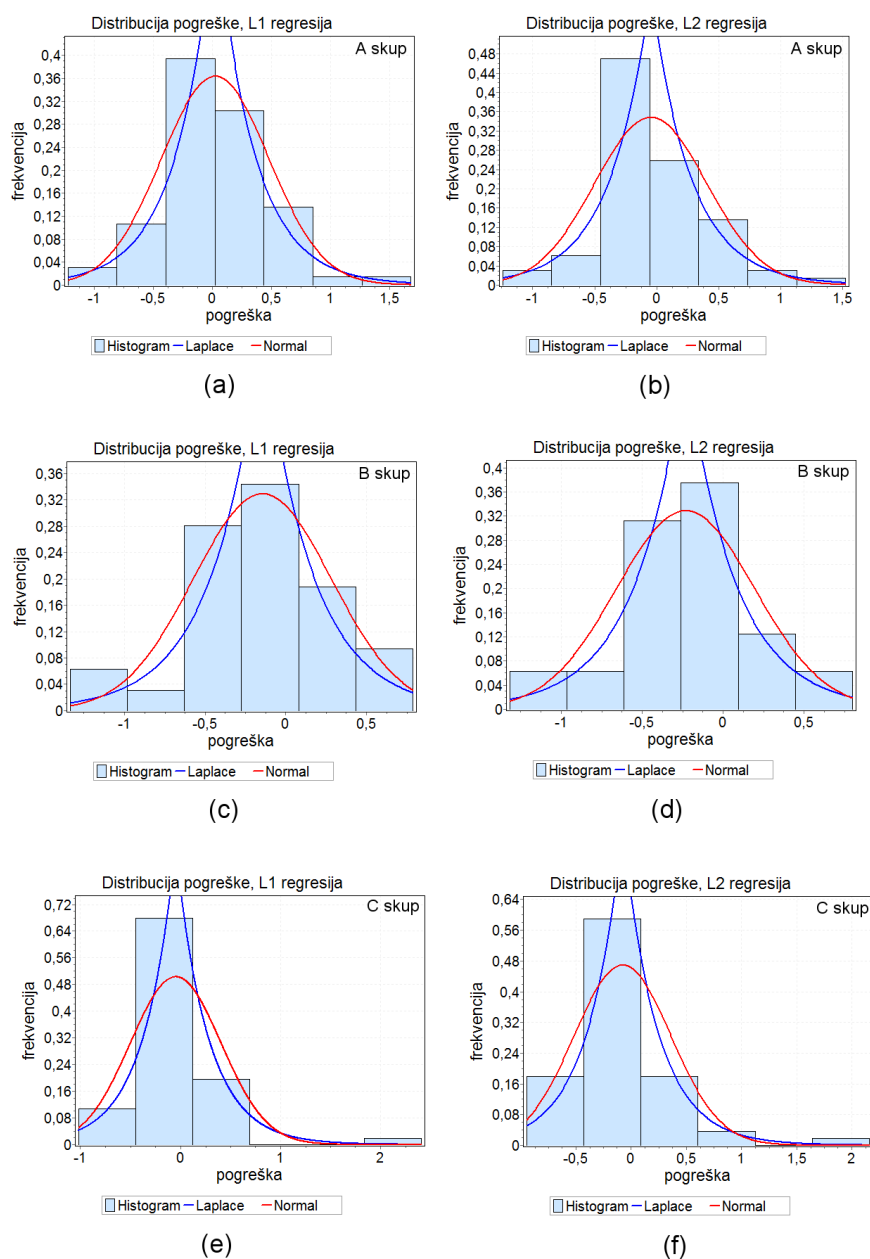 Distribucija pogreške, L1 regresija
A skup
0,4
0,36
0,32
0,28
0,24
0,2
0,16
0,12
0,08
0,04
0
frekvencija
-1
-0,5
0
0,5
1
1,5
pogreška
Histogram Laplace Normal
(a)
Distribucija pogreške, L2 regresija
A skup
0,48
0,44
0,4
0,36
0,32
0,28
0,24
0,2
0,16
0,12
0,08
0,04
0
frekvencija
-1
-0,5
0
0,5
1
1,5
pogreška
Histogram Laplace Normal
(b)
Distribucija pogreške, L1 regresija
B skup
0,36
0,32
0,28
0,24
0,2
0,16
0,12
0,08
0,04
0
frekvencija
-1
-0,5
0
0,5
pogreška
Histogram Laplace Normal
(c)
Distribucija pogreške, L2 regresija
B skup
0,4
0,36
0,32
0,28
0,24
0,2
0,16
0,12
0,08
0,04
0
frekvencija
-1
-0,5
0
0,5
pogreška
Histogram Laplace Normal
(d)
Distribucija pogreške, L1 regresija
C skup
0,72
0,64
0,56
0,48
0,4
0,32
0,24
0,16
0,08
0
frekvencija
-1
0
1
2
pogreška
Histogram Laplace Normal
(e)
Distribucija pogreške, L2 regresija
C skup
0,64
0,56
0,48
0,4
0,32
0,24
0,16
0,08
0
frekvencija
-0,5
0
0,5
1
1,5
2
pogreška
Histogram Laplace Normal
(f)